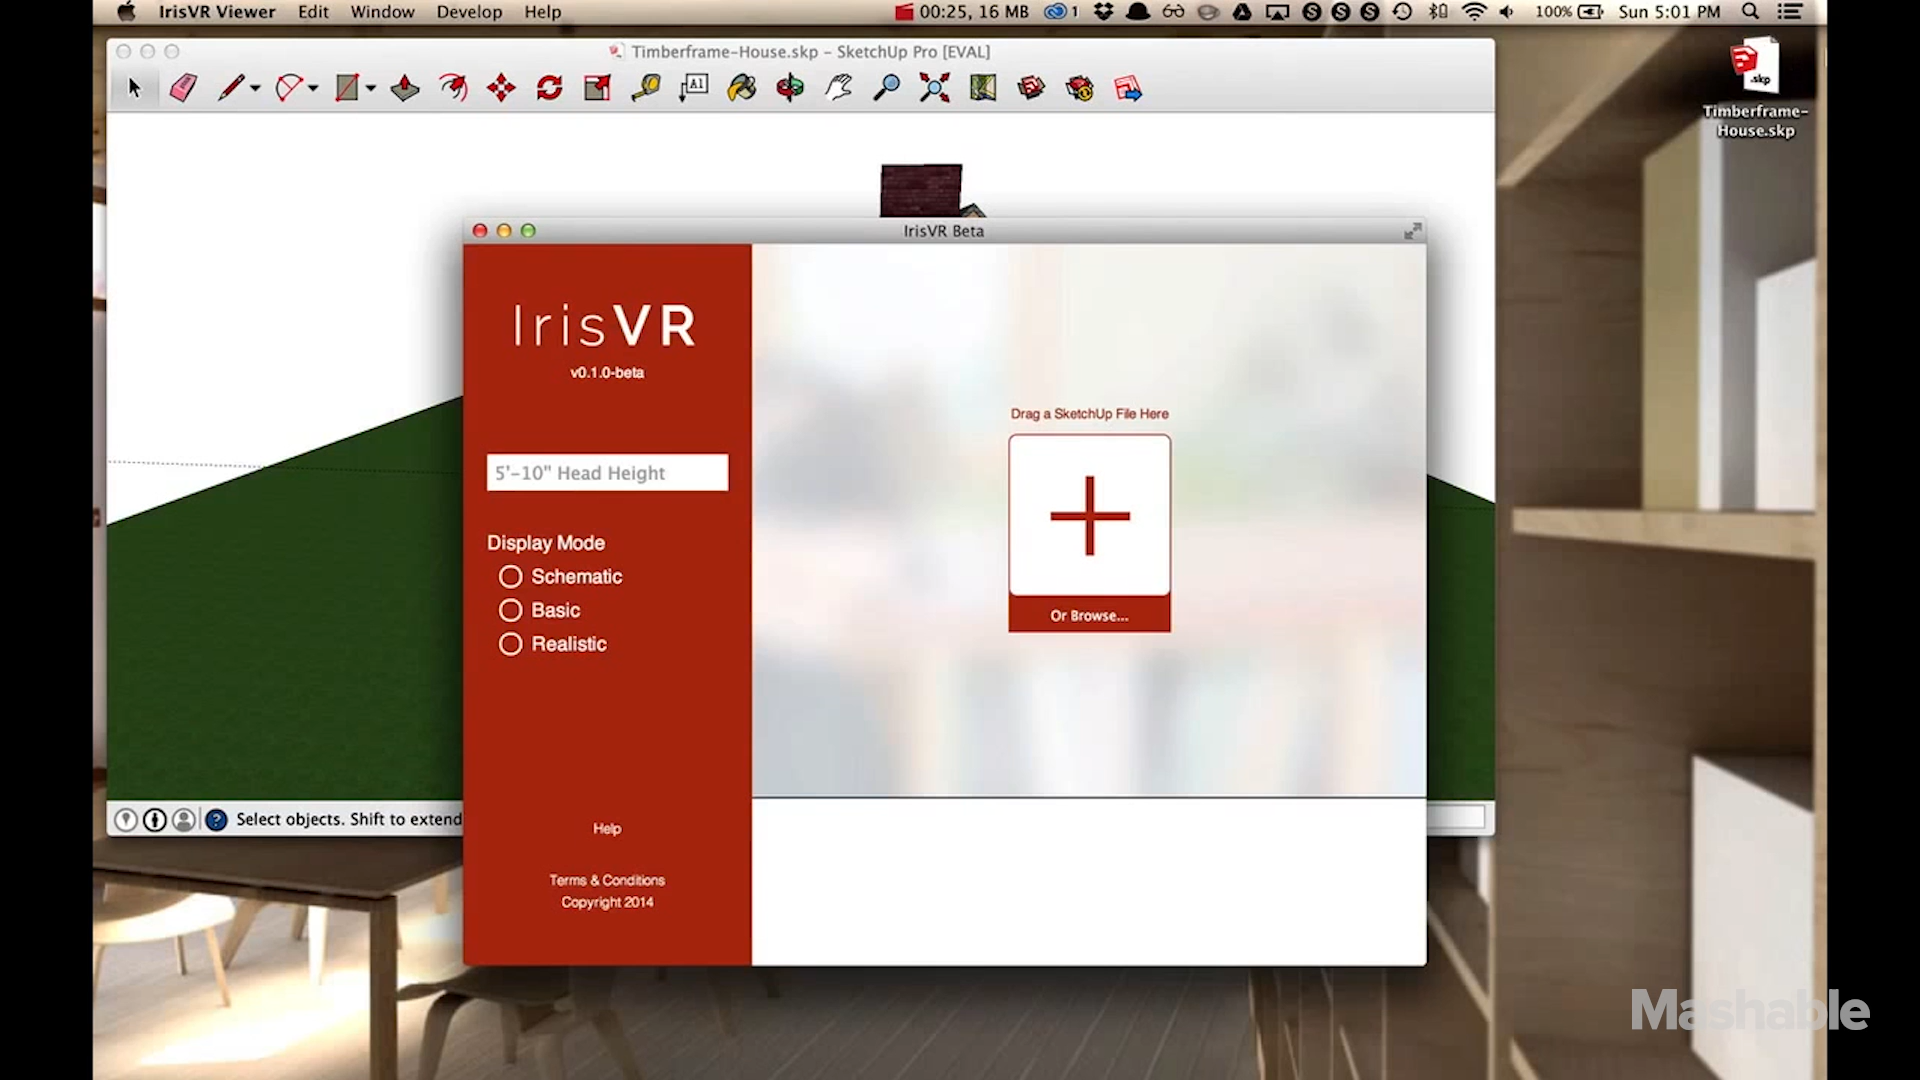 IrisVR Viewer Edit Window Develop Help 00:25, 16 MB 1 100% Sun 5:01 PM
Timberframe-House.skp - SketchUp Pro [EVAL]
A1
.skp
Timberframe-
House.skp
IrisVR Beta
IrisVR
v0.1.0-beta
Drag a SketchUp File Here
5'-10" Head Height
Display Mode
Schematic
Basic
Realistic
Or Browse...
Select objects. Shift to extend
Help
Terms & Conditions
Copyright 2014
Mashable